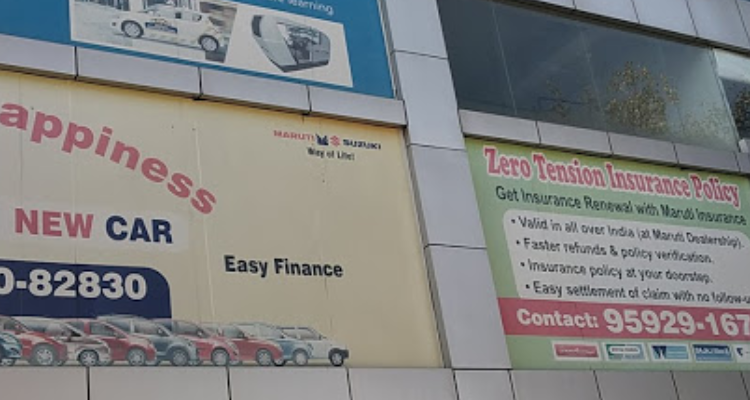 learning
appiness
NEW CAR
0-82830
MARUTI SUZUKI
Way of Life!
Easy Finance
Zero Tension Insurance Policy
Get Insurance Renewal with Maruti Insurance
• Valid in all over India (at Maruti Dealership).
• Faster refunds & policy verification.
• Insurance policy at your doorstep.
• Easy settlement of claim with no follow-u
Contact: 95929-167